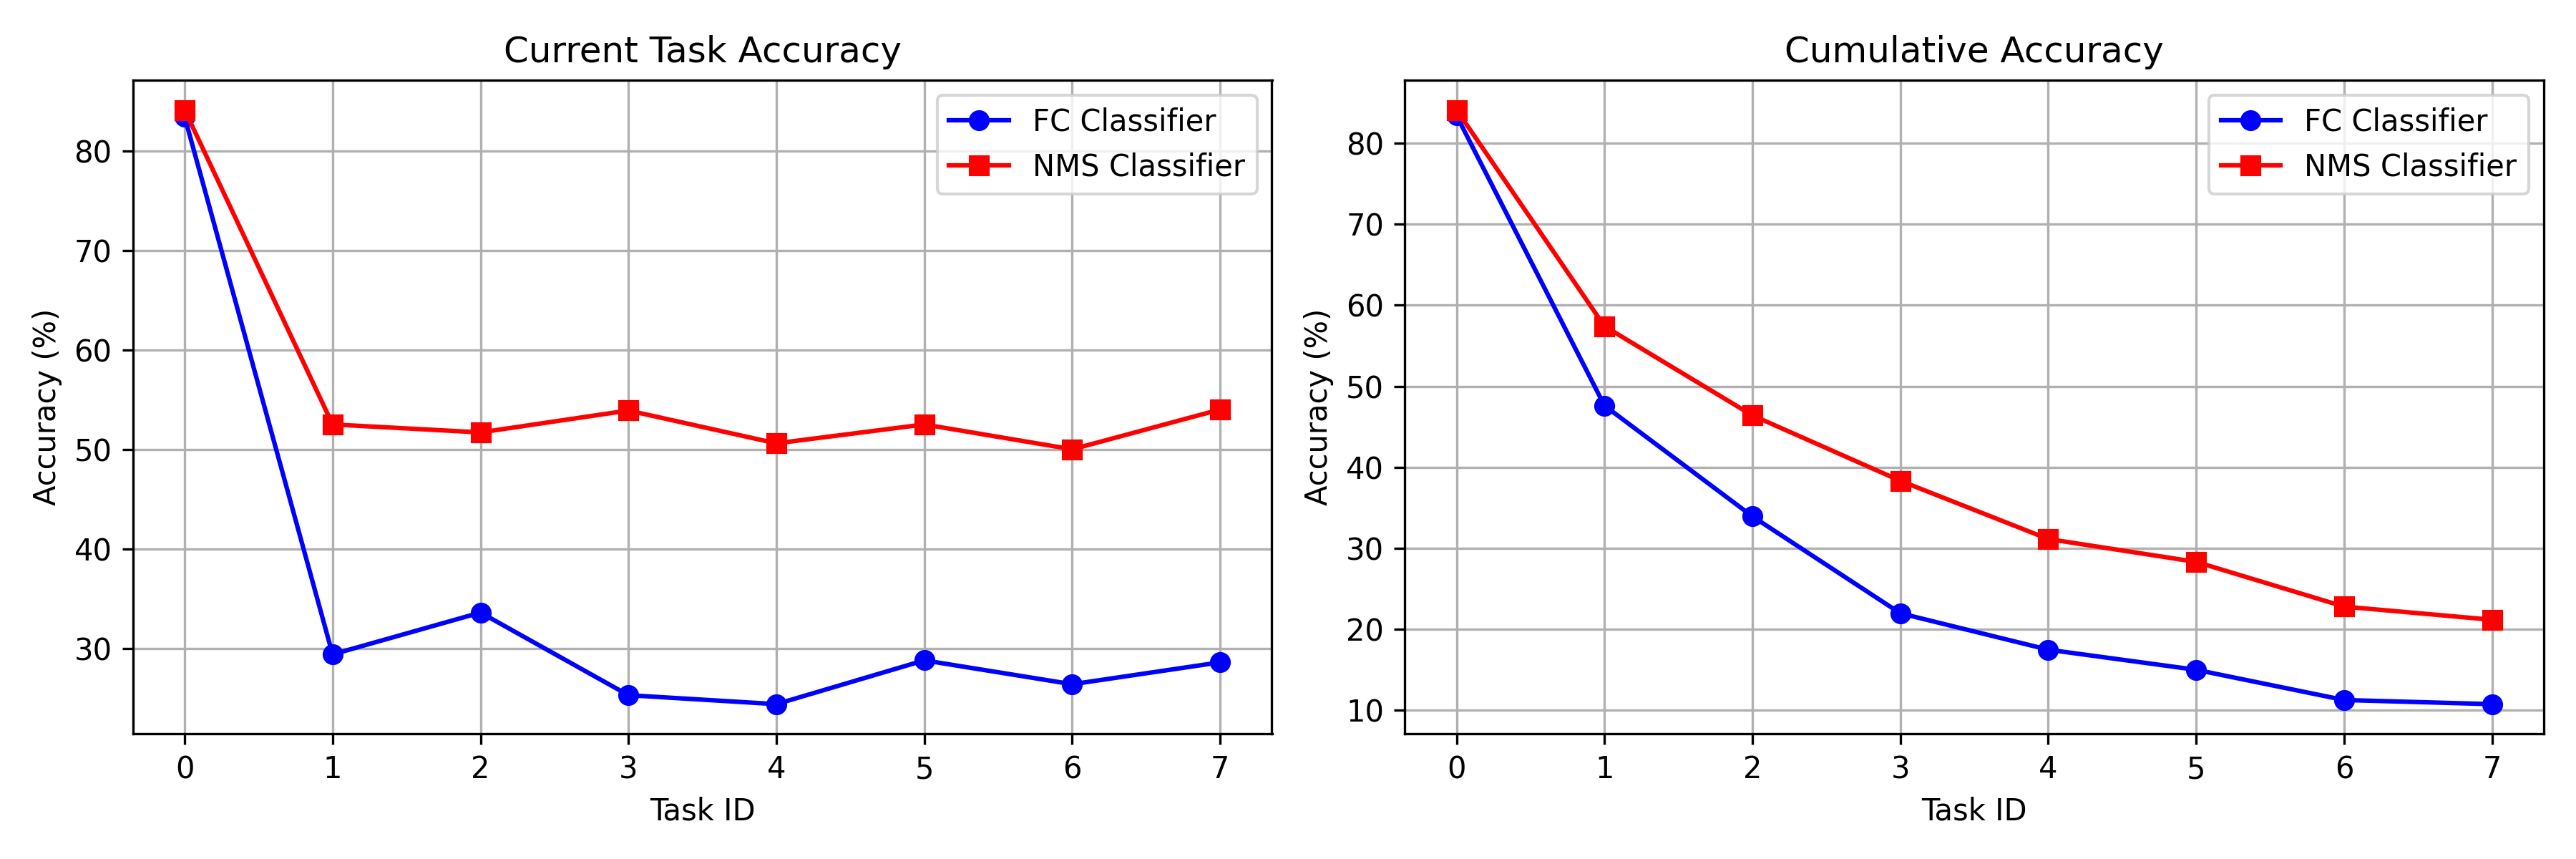 Current Task Accuracy
Accuracy (%)
80
70
60
50
40
30
FC Classifier
NMS Classifier
0 1 2 3 4 5 6 7
Task ID
Cumulative Accuracy
Accuracy (%)
80
70
60
50
40
30
20
10
FC Classifier
NMS Classifier
0 1 2 3 4 5 6 7
Task ID